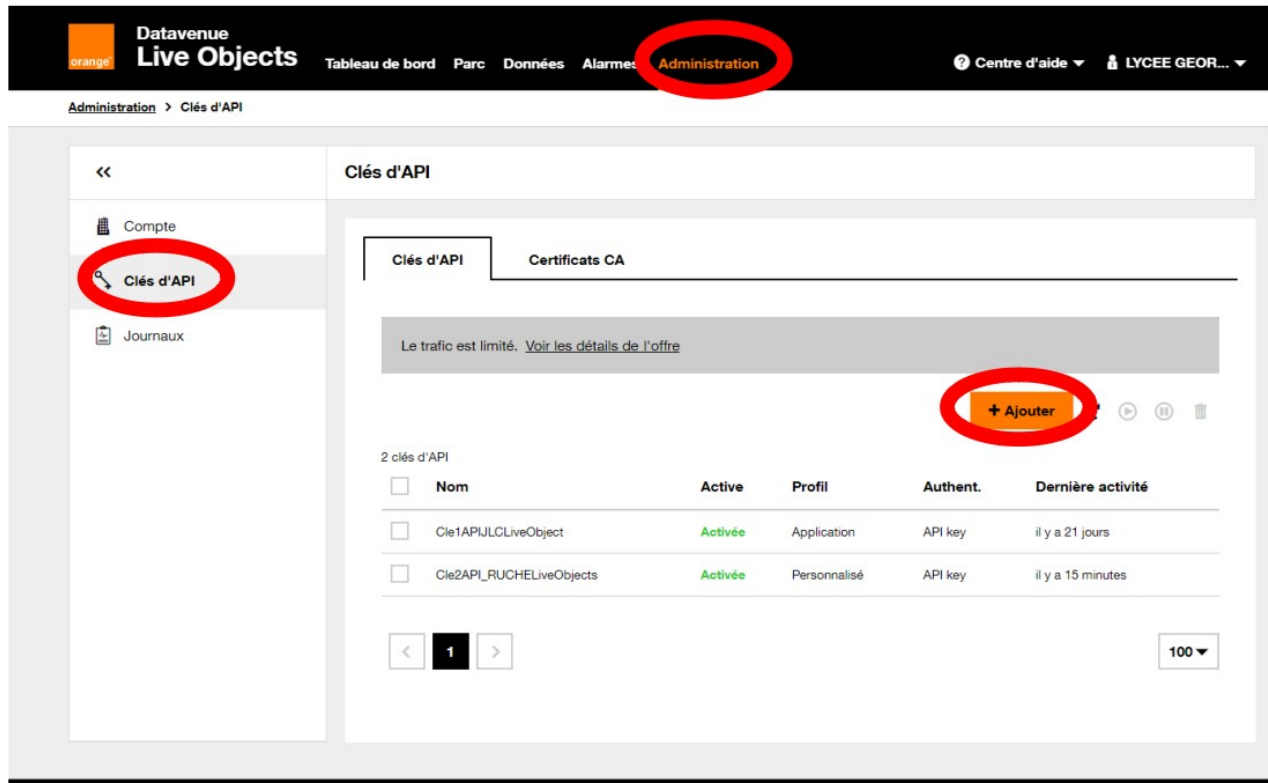 Datavenue
orange Live Objects Tableau de bord Parc Données Alarmes Administration Centre d'aide LYCEE GEOR...
Administration > Clés d'API
<<
Clés d'API
Compte
Clés d'API
Journaux
Clés d'API Certificats CA
Le trafic est limité. Voir les détails de l'offre
+ Ajouter
2 clés d'API
Nom Active Profil Authent. Dernière activité
Cle1APIJLCLiveObject Activée Application API key il y a 21 jours
Cle2API_RUCHELiveObjects Activée Personnalisé API key il y a 15 minutes
< 1 > 100